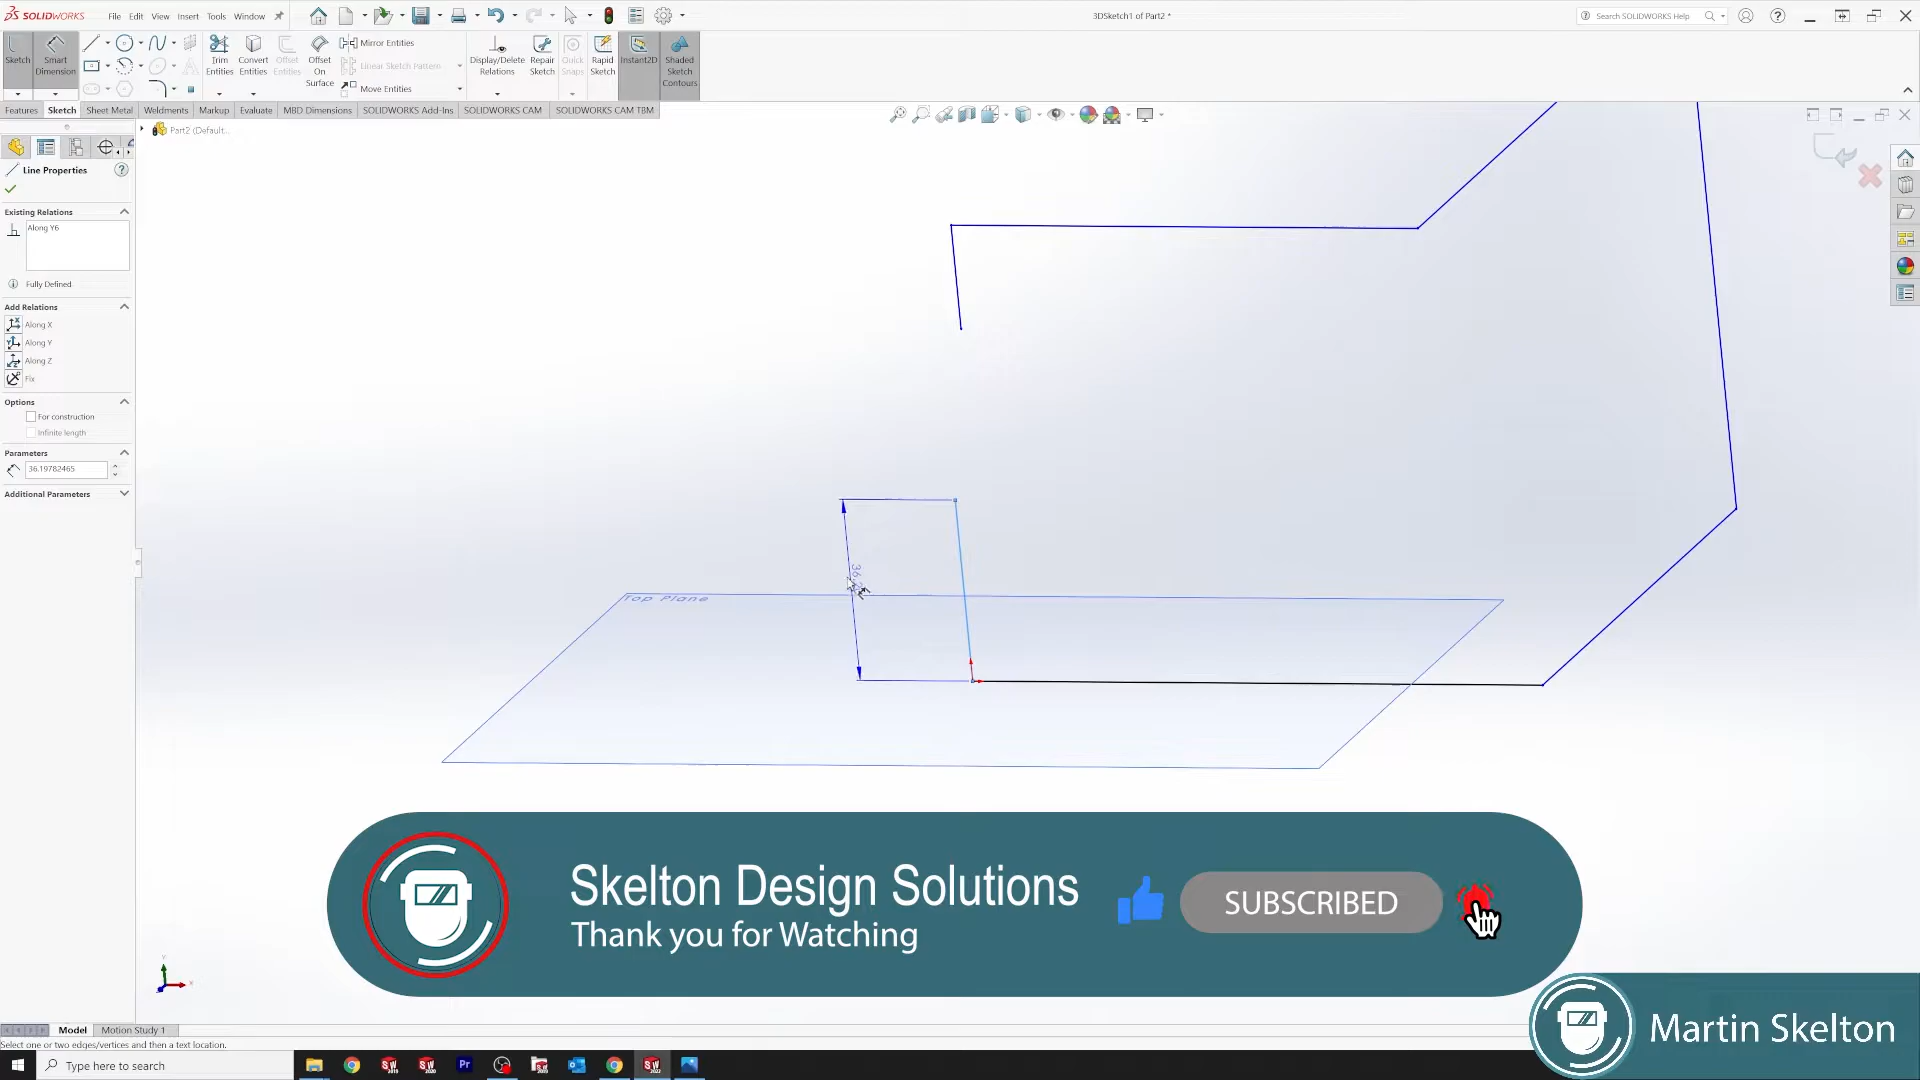 SOLIDWORKS
File Edit View Insert Tools Window
3DSketch1 of Part2 *
Search SOLIDWORKS Help
Sketch
Smart Dimension
Trim Entities
Convert Entities
Offset Entities
Offset On Surface
Mirror Entities
Linear Sketch Pattern
Move Entities
Display/Delete Relations
Repair Sketch
Quick Snaps
Rapid Sketch
Instant2D
Shaded Sketch Contours
Features Sketch Sheet Metal Weldments Markup Evaluate MBD Dimensions SOLIDWORKS Add-Ins SOLIDWORKS CAM SOLIDWORKS CAM TBM
Part2 (Default...
Line Properties
Existing Relations
Along Y6
Fully Defined
Add Relations
Along X
Along Y
Along Z
Fix
Options
For construction
Infinite length
Parameters
36.19782465
Additional Parameters
Top Plane
Skelton Design Solutions
Thank you for Watching
SUBSCRIBED
Martin Skelton
Model Motion Study 1
Select one or two edges/vertices and then a text location.
Type here to search